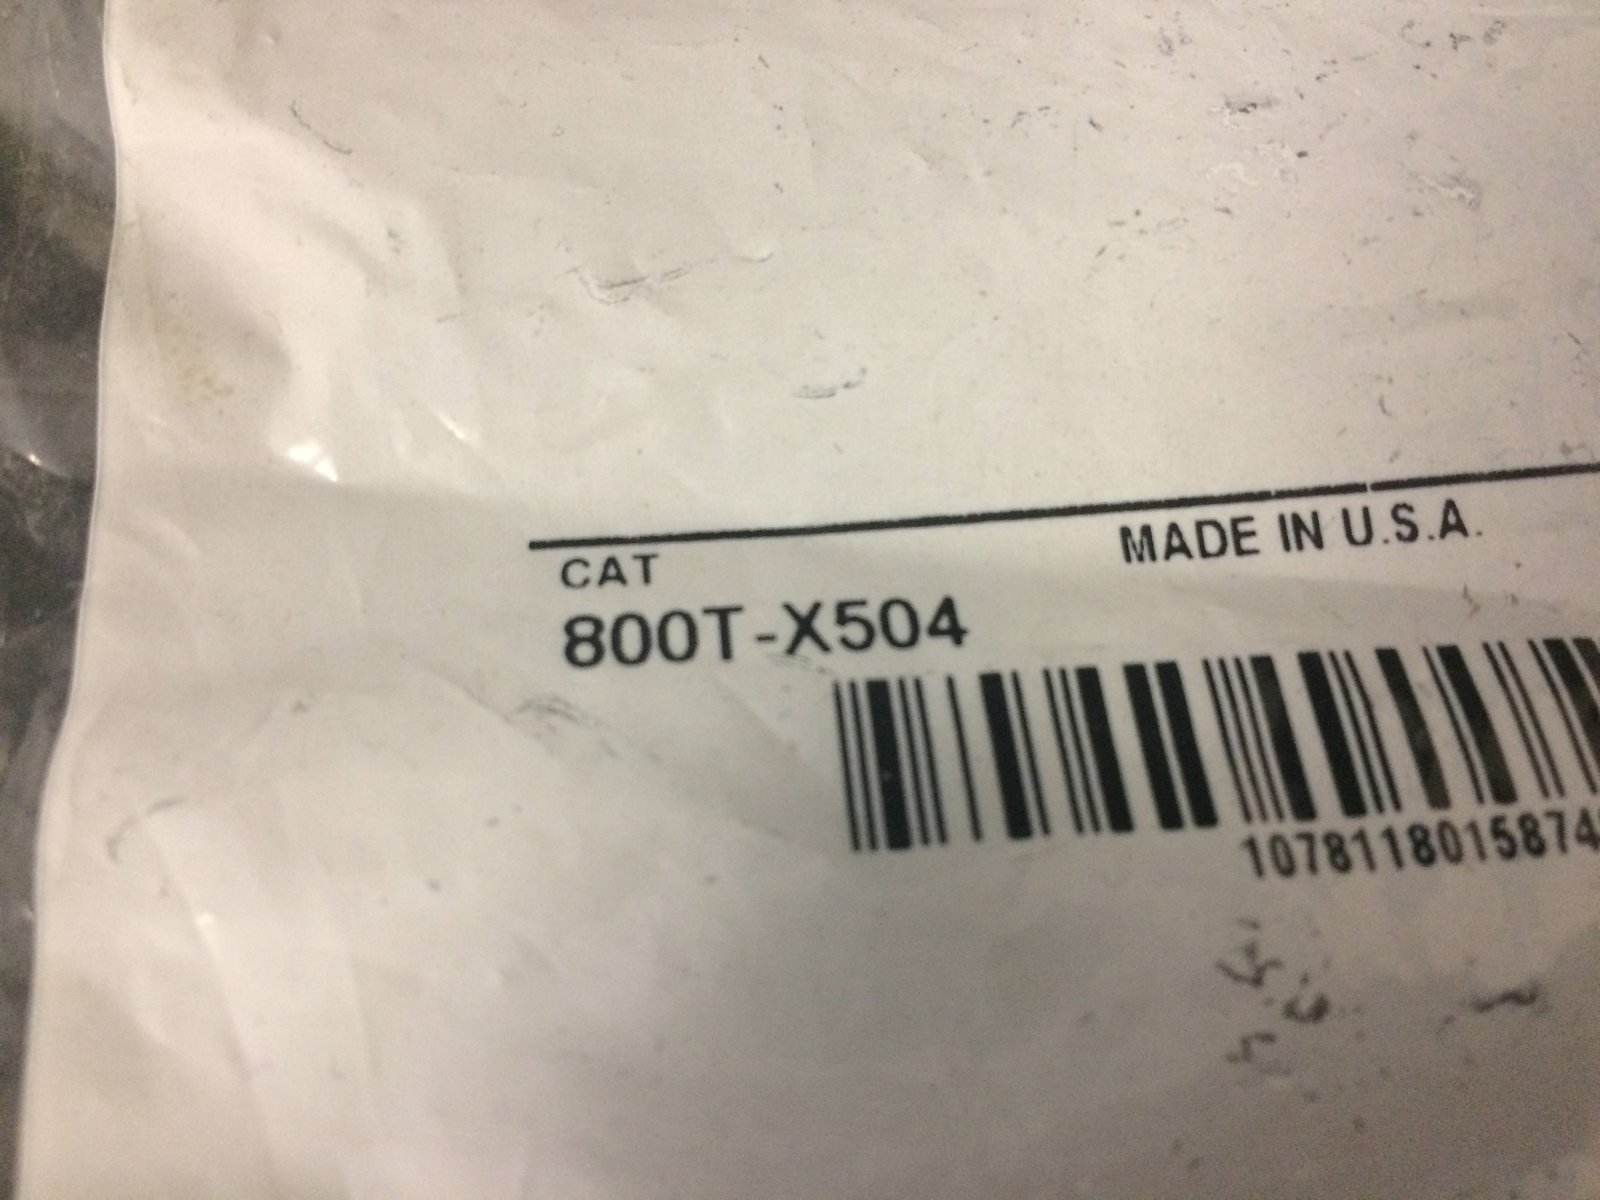 CAT
MADE IN U.S.A.
800T-X504
1078118015874